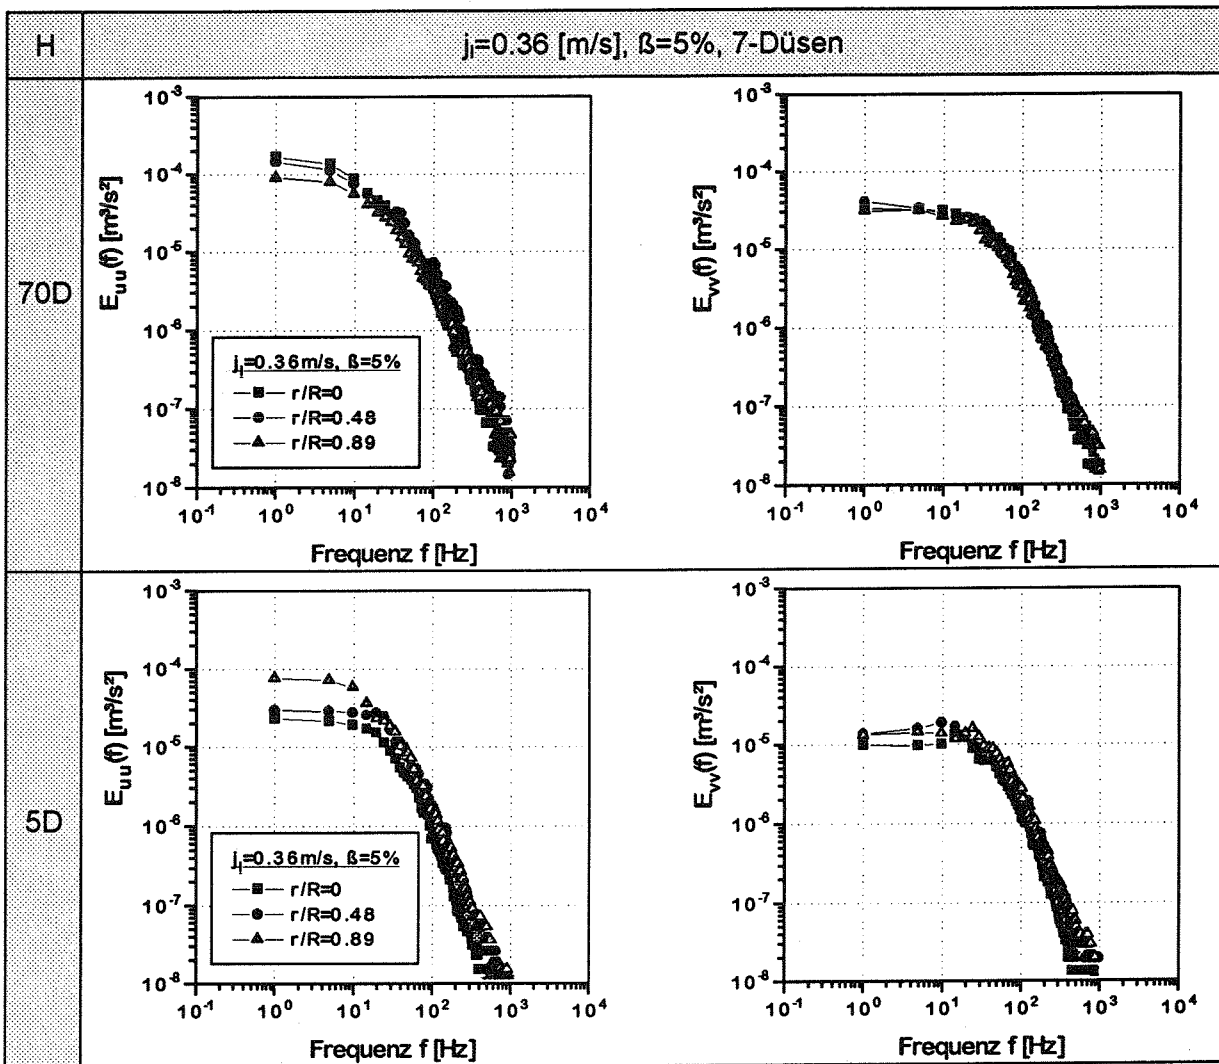 H
j_l=0.36 [m/s], ß=5%, 7-Düsen
70D
E_uu(f) [m³/s²]
10^-3
10^-4
10^-5
10^-6
10^-7
10^-8
j_l=0.36m/s, ß=5%
r/R=0
r/R=0.48
r/R=0.89
10^-1 10^0 10^1 10^2 10^3 10^4
Frequenz f [Hz]
E_vv(f) [m³/s²]
10^-3
10^-4
10^-5
10^-6
10^-7
10^-8
10^-1 10^0 10^1 10^2 10^3 10^4
Frequenz f [Hz]
5D
E_uu(f) [m³/s²]
10^-3
10^-4
10^-5
10^-6
10^-7
10^-8
j_l=0.36m/s, ß=5%
r/R=0
r/R=0.48
r/R=0.89
10^-1 10^0 10^1 10^2 10^3 10^4
Frequenz f [Hz]
E_vv(f) [m³/s²]
10^-3
10^-4
10^-5
10^-6
10^-7
10^-8
10^-1 10^0 10^1 10^2 10^3 10^4
Frequenz f [Hz]